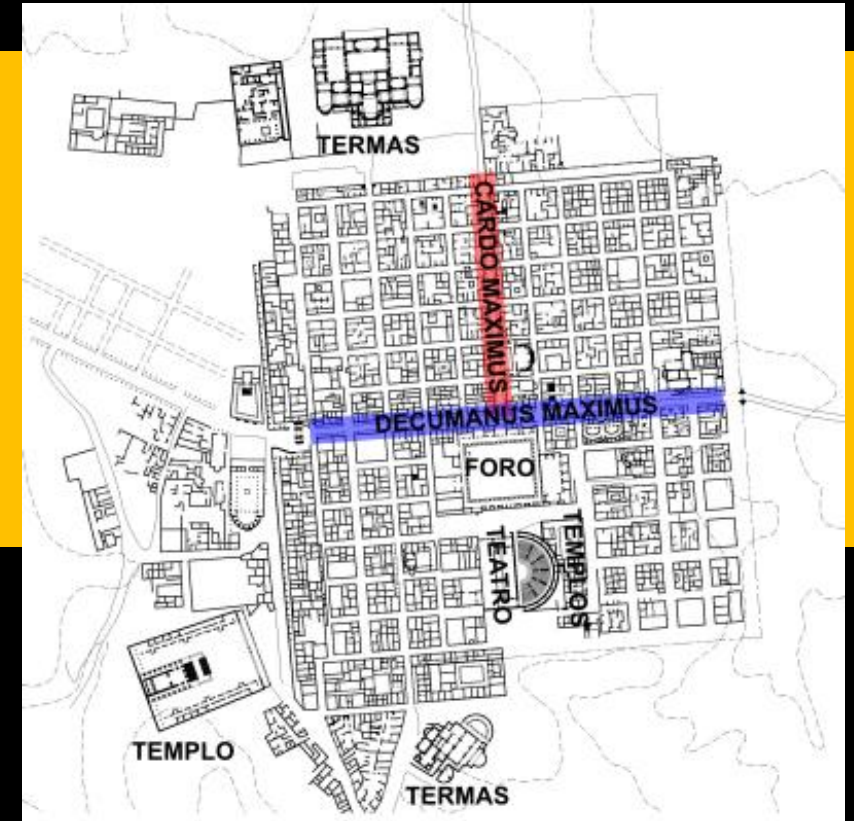 TERMAS
CARDO MAXIMUS
DECUMANUS MAXIMUS
FORO
TEATRO
TEMPLOS
TEMPLO
TERMAS